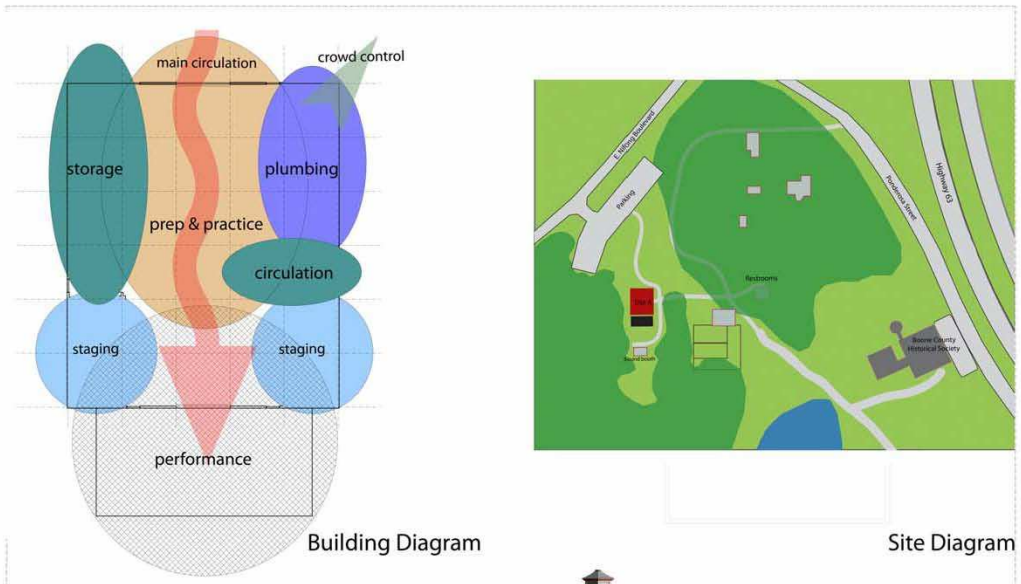 main circulation
crowd control
storage
plumbing
prep & practice
circulation
staging
staging
performance
Building Diagram
E. Nifong Boulevard
Parking
Ponderosa Street
Highway 63
Restrooms
Site A
Sound booth
Boone County
Historical Society
Site Diagram